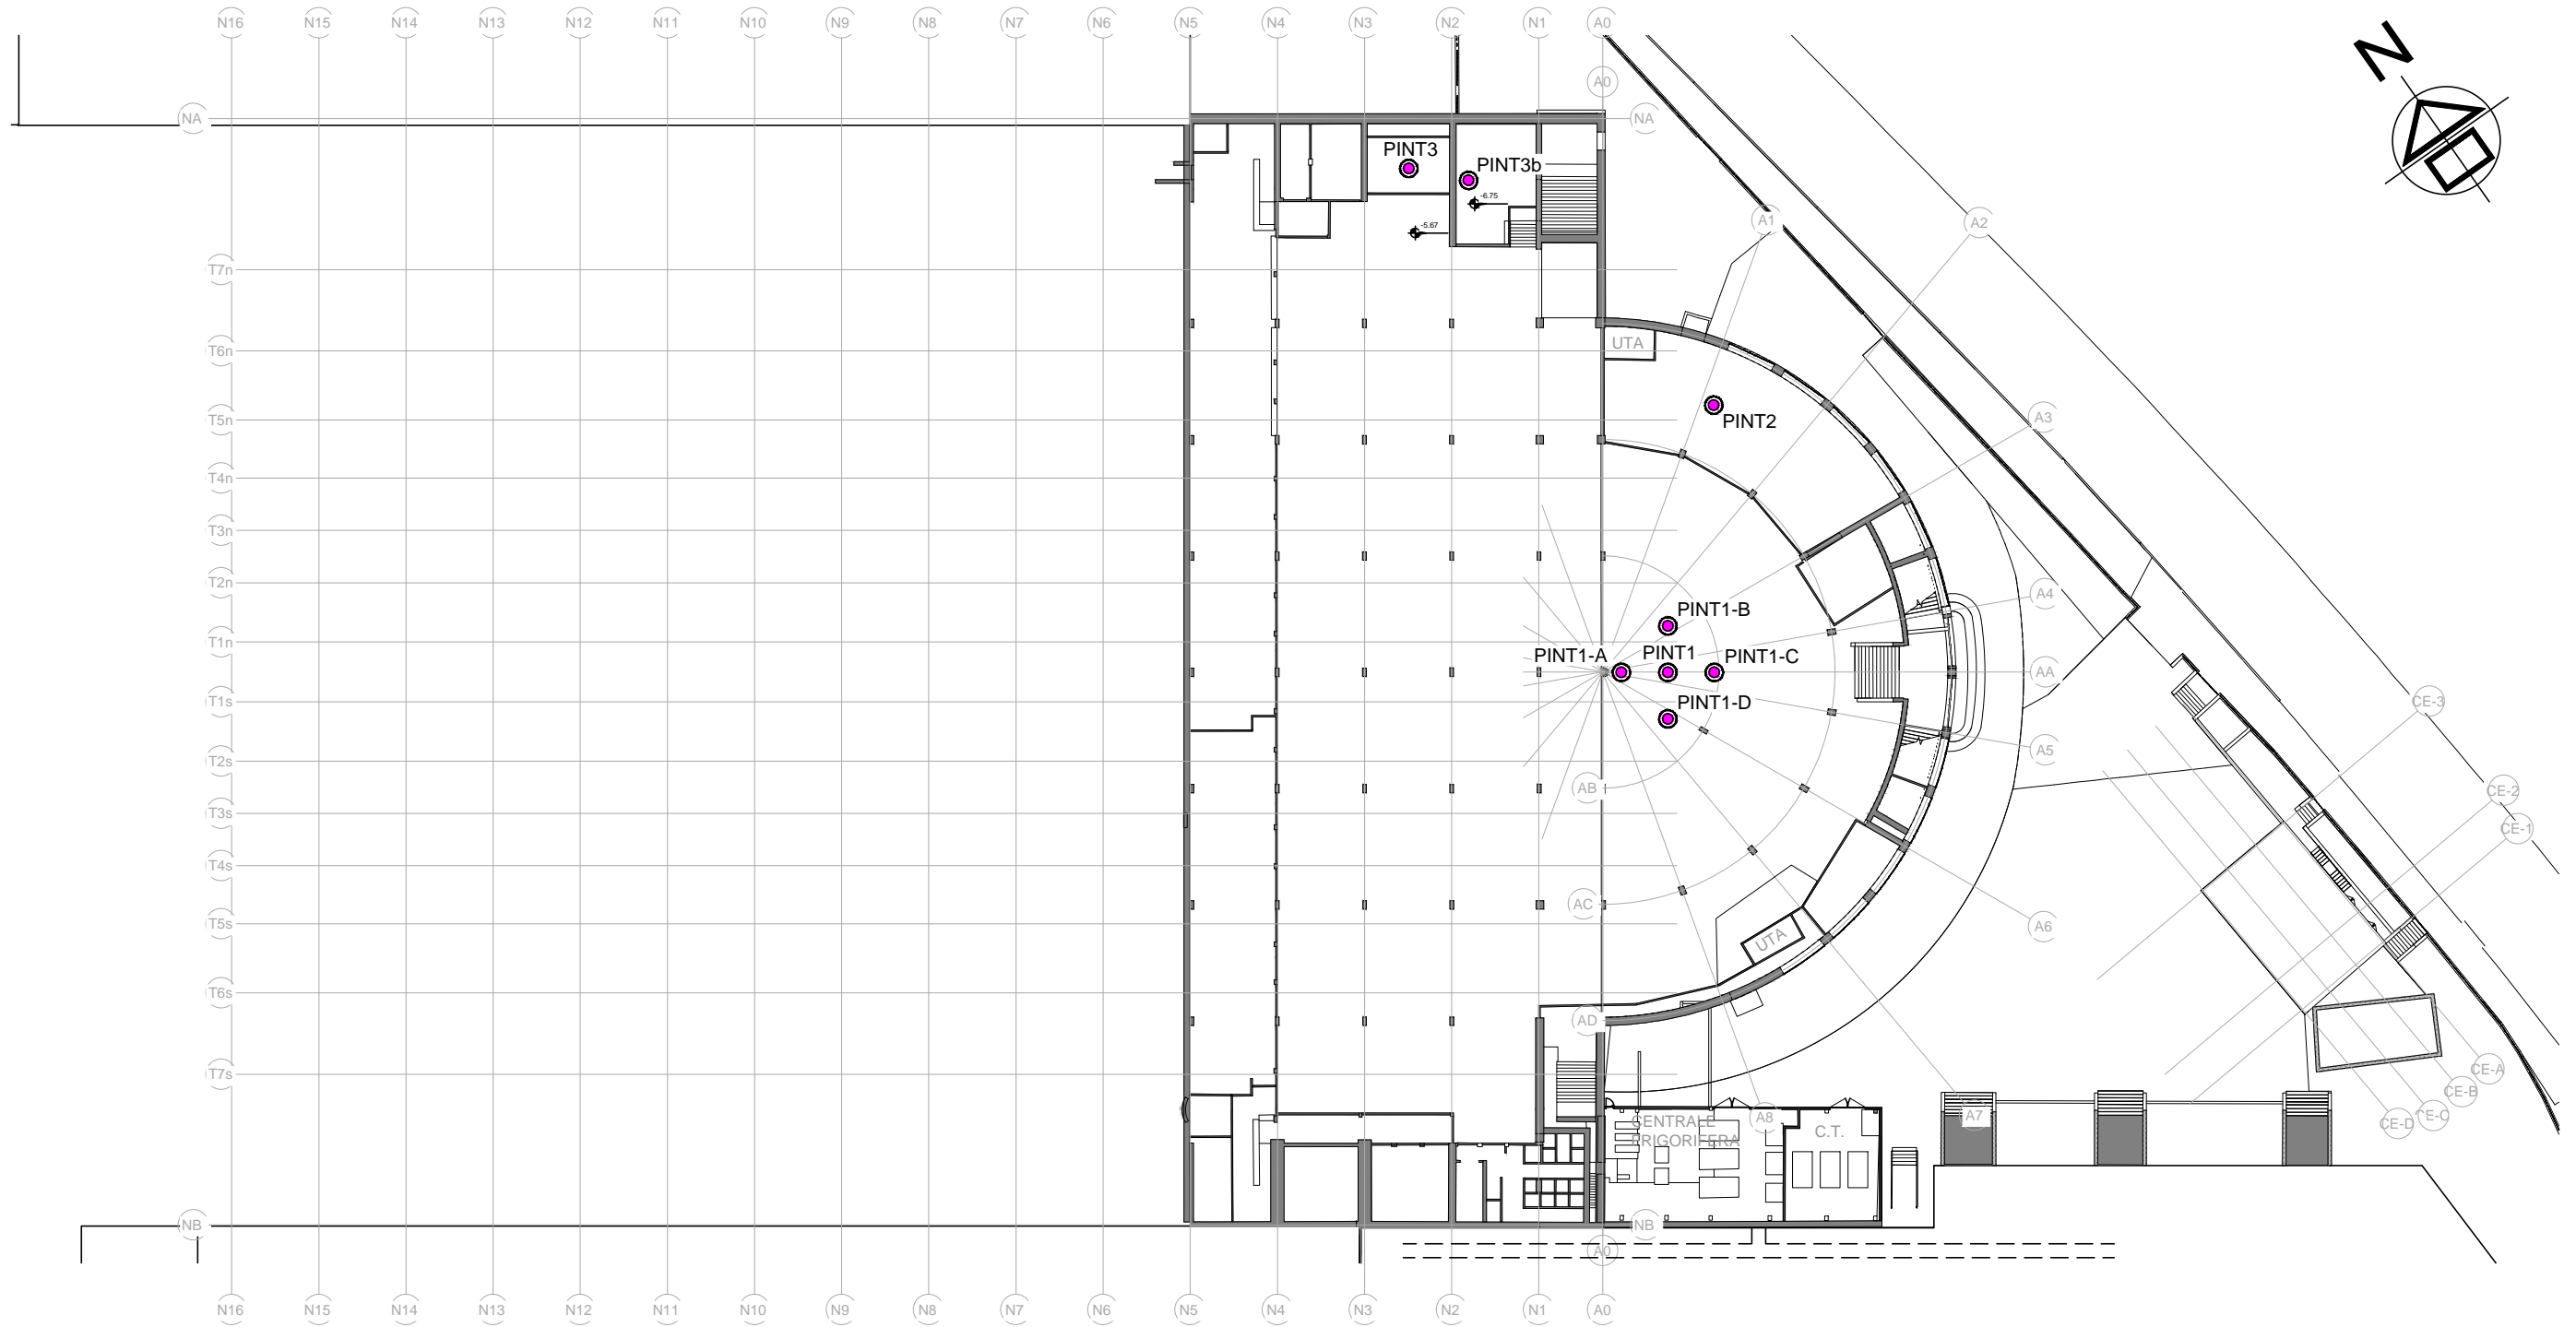 N16 N15 N14 N13 N12 N11 N10 N9 N8 N7 N6 N5 N4 N3 N2 N1 A0
N
A0
NA
NA
PINT3
PINT3b
-6.75
-5.67
A1
A2
T7n
UTA
T6n
PINT2
T5n
A3
T4n
T3n
T2n
A4
PINT1-B
T1n
PINT1-A
PINT1
PINT1-C
AA
PINT1-D
T1s
CE-3
A5
T2s
AB
CE-2
T3s
CE-1
T4s
AC
T5s
A6
UTA
T6s
AD
T7s
CE-A
CE-B
CE-C
CE-D
A7
A8
CENTRALE
FRIGORIFERA
C.T.
NB
NB
A0
N16 N15 N14 N13 N12 N11 N10 N9 N8 N7 N6 N5 N4 N3 N2 N1 A0